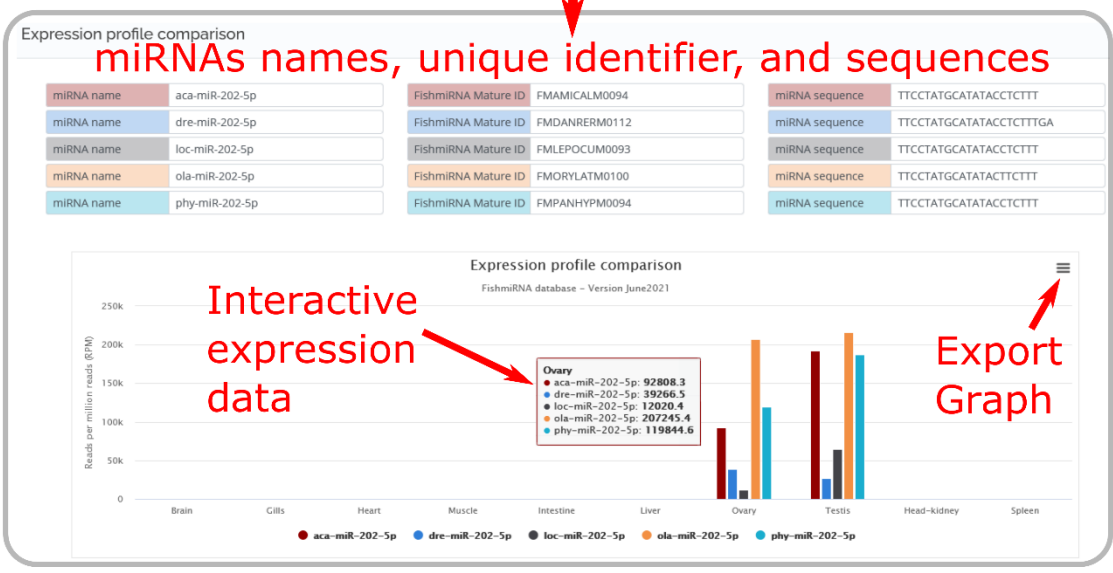 Expression profile comparison
miRNAs names, unique identifier, and sequences
miRNA name aca-miR-202-5p FishmiRNA Mature ID FMAMICALM0094 miRNA sequence TTCCTATGCATATACCTCTTT
miRNA name dre-miR-202-5p FishmiRNA Mature ID FMDANRERM0112 miRNA sequence TTCCTATGCATATACCTCTTTGA
miRNA name loc-miR-202-5p FishmiRNA Mature ID FMLEPOCUM0093 miRNA sequence TTCCTATGCATATACCTCTTT
miRNA name ola-miR-202-5p FishmiRNA Mature ID FMORYLATM0100 miRNA sequence TTCCTATGCATATACTTCTTT
miRNA name phy-miR-202-5p FishmiRNA Mature ID FMPANHYPM0094 miRNA sequence TTCCTATGCATATACCTCTTT
Expression profile comparison
FishmiRNA database - Version June2021
Interactive
expression
data
Export
Graph
Reads per million reads (RPM)
250k
200k
150k
100k
50k
0
Ovary
aca-miR-202-5p: 92808.3
dre-miR-202-5p: 39266.5
loc-miR-202-5p: 12020.4
ola-miR-202-5p: 207245.4
phy-miR-202-5p: 119844.6
Brain Gills Heart Muscle Intestine Liver Ovary Testis Head-kidney Spleen
aca-miR-202-5p dre-miR-202-5p loc-miR-202-5p ola-miR-202-5p phy-miR-202-5p